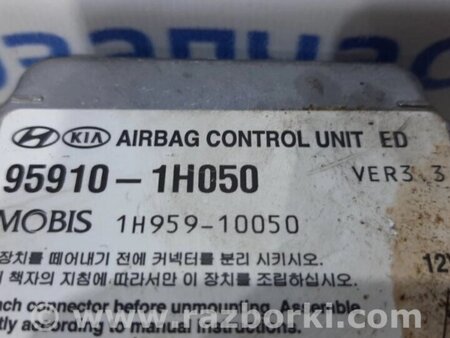 KIA AIRBAG CONTROL UNIT ED
95910-1H050 VER3.3
MOBIS 1H959-10050
장치를 떼어내기 전에 커넥터를 분리 시키시오. 12V
책자의 지침에 따라서만 이 장치를 조립하십시오.
connector before unmounting. Assemble
according to manual instructions.
www.razborki.com